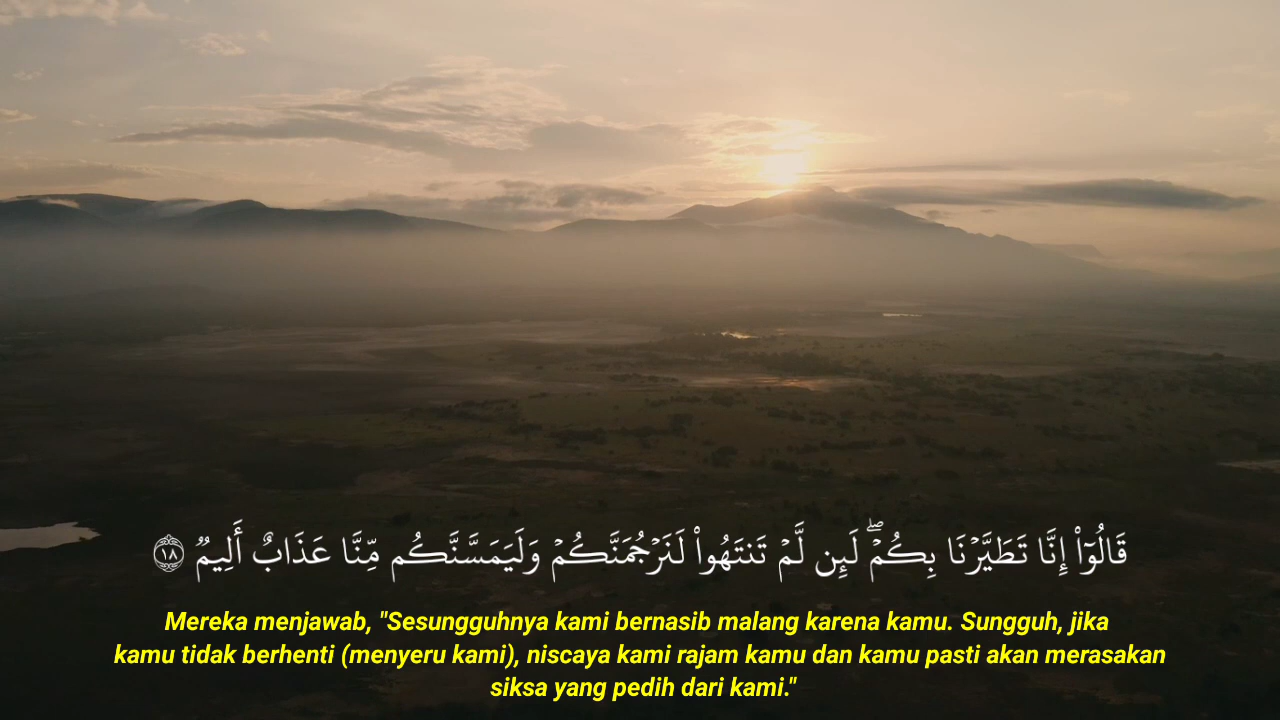 قَالُوٓا۟ إِنَّا تَطَيَّرْنَا بِكُمْ ۖ لَئِن لَّمْ تَنتَهُوا۟ لَنَرْجُمَنَّكُمْ وَلَيَمَسَّنَّكُم مِّنَّا عَذَابٌ أَلِيمٌۭ ١٨
Mereka menjawab, "Sesungguhnya kami bernasib malang karena kamu. Sungguh, jika
kamu tidak berhenti (menyeru kami), niscaya kami rajam kamu dan kamu pasti akan merasakan
siksa yang pedih dari kami."